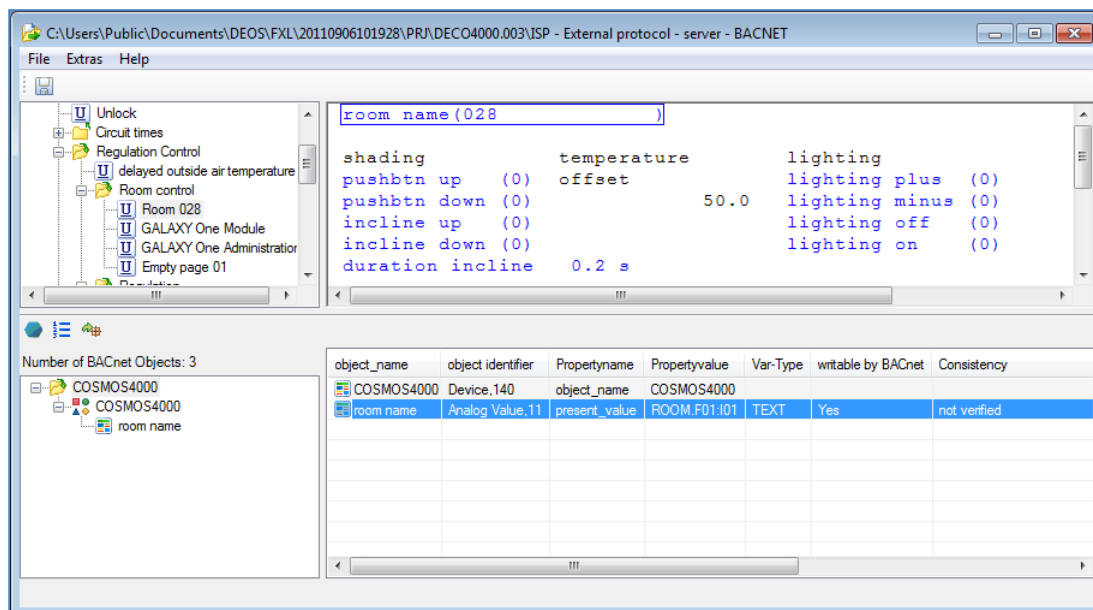 C:\Users\Public\Documents\DEOS\FXL\20110906101928\PRJ\DECO4000.003\ISP - External protocol - server - BACNET
File Extras Help
Unlock
Circuit times
Regulation Control
delayed outside air temperature
Room control
Room 028
GALAXY One Module
GALAXY One Administration
Empty page 01
Regulation
room name(028 )
shading temperature lighting
pushbtn up (0) offset lighting plus (0)
pushbtn down (0) 50.0 lighting minus (0)
incline up (0) lighting off (0)
incline down (0) lighting on (0)
duration incline 0.2 s
Number of BACnet Objects: 3
COSMOS4000
COSMOS4000
room name
object_name object identifier Propertyname Propertyvalue Var-Type writable by BACnet Consistency
COSMOS4000 Device,140 object_name COSMOS4000
room name Analog Value,11 present_value ROOM.F01:I01 TEXT Yes not verified